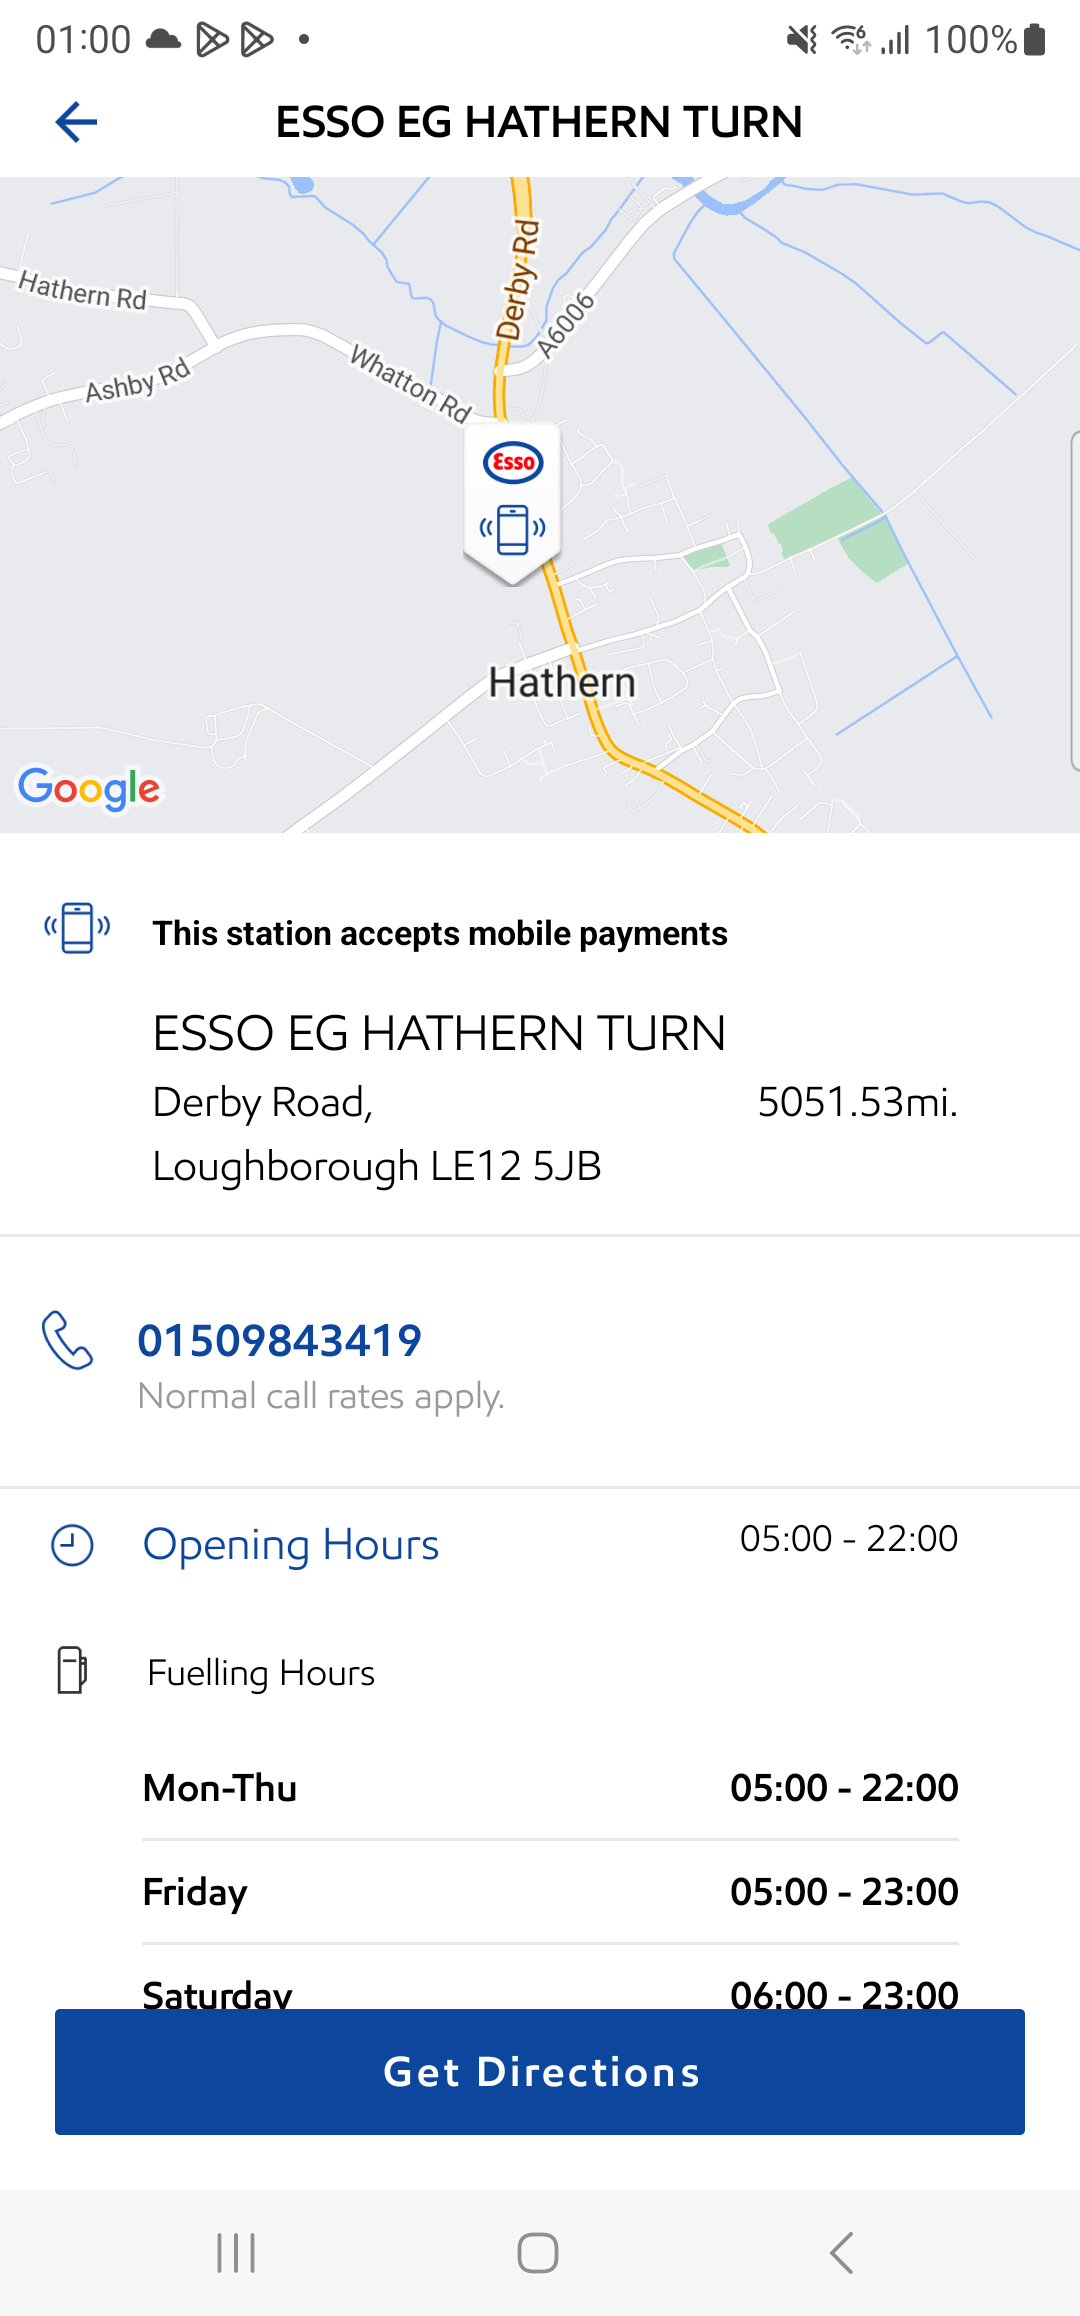 01:00
100%
ESSO EG HATHERN TURN
Derby Rd
Hathern Rd
A6006
Ashby Rd
Whatton Rd
Esso
Hathern
Google
This station accepts mobile payments
ESSO EG HATHERN TURN
Derby Road, 5051.53mi.
Loughborough LE12 5JB
01509843419
Normal call rates apply.
Opening Hours 05:00 - 22:00
Fuelling Hours
Mon-Thu 05:00 - 22:00
Friday 05:00 - 23:00
Saturday 06:00 - 23:00
Get Directions